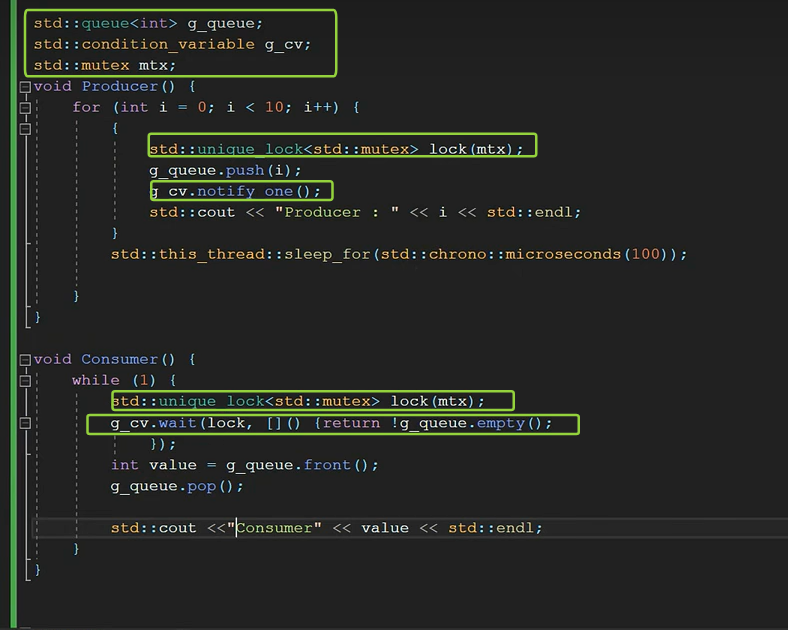 std::queue<int> g_queue;
std::condition_variable g_cv;
std::mutex mtx;
void Producer() {
for (int i = 0; i < 10; i++) {
{
std::unique_lock<std::mutex> lock(mtx);
g_queue.push(i);
g_cv.notify_one();
std::cout << "Producer : " << i << std::endl;
}
std::this_thread::sleep_for(std::chrono::microseconds(100));
}
}
void Consumer() {
while (1) {
std::unique_lock<std::mutex> lock(mtx);
g_cv.wait(lock, []() {return !g_queue.empty();
});
int value = g_queue.front();
g_queue.pop();
std::cout <<"Consumer" << value << std::endl;
}
}